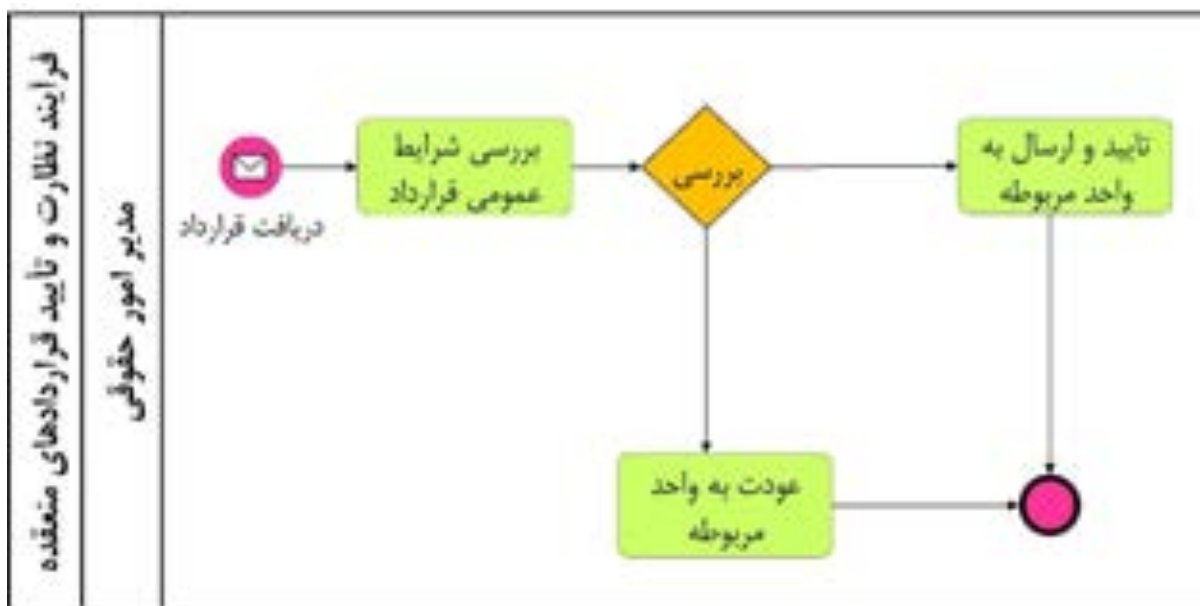 فرایند نظارت و تأیید قراردادهای منعقده
مدیر امور حقوقی
دریافت قرارداد
بررسی شرایط
عمومی قرارداد
بررسی
تایید و ارسال به
واحد مربوطه
عودت به واحد
مربوطه